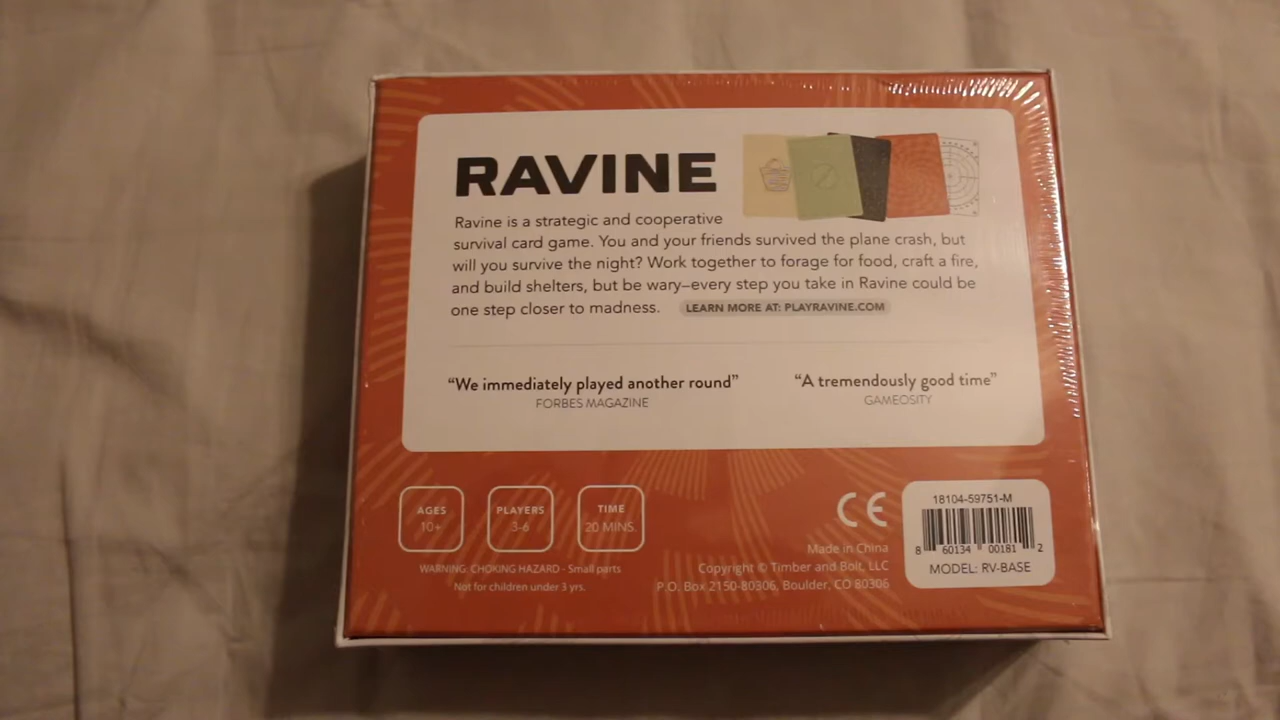 RAVINE
Ravine is a strategic and cooperative
survival card game. You and your friends survived the plane crash, but
will you survive the night? Work together to forage for food, craft a fire,
and build shelters, but be wary–every step you take in Ravine could be
one step closer to madness. LEARN MORE AT: PLAYRAVINE.COM
“We immediately played another round”
FORBES MAGAZINE
“A tremendously good time”
GAMEOSITY
AGES
10+
PLAYERS
3-6
TIME
20 MINS
WARNING: CHOKING HAZARD - Small parts
Not for children under 3 yrs.
CE
Made in China
Copyright © Timber and Bolt, LLC
P.O. Box 2150-80306, Boulder, CO 80306
18104-59751-M
8 60134 00181 2
MODEL: RV-BASE